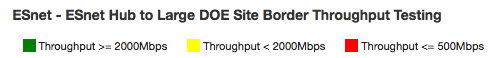 ESnet - ESnet Hub to Large DOE Site Border Throughput Testing
Throughput >= 2000Mbps Throughput < 2000Mbps Throughput <= 500Mbps